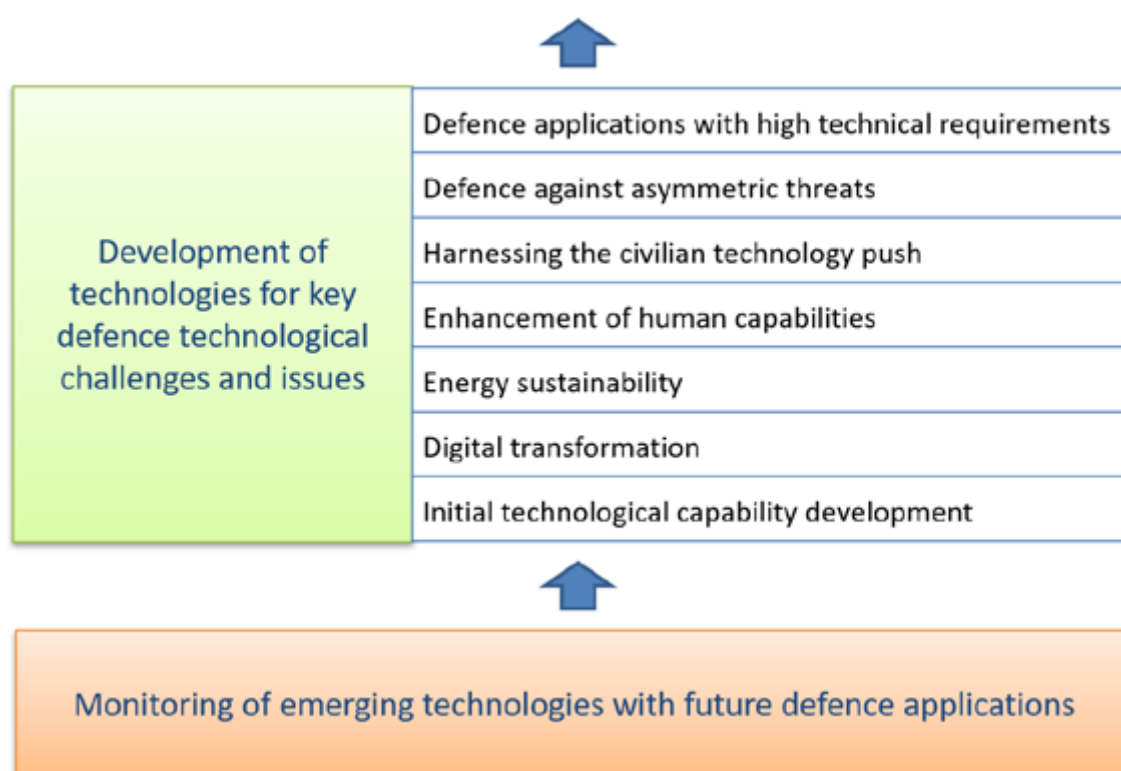 Development of
technologies for key
defence technological
challenges and issues
Defence applications with high technical requirements
Defence against asymmetric threats
Harnessing the civilian technology push
Enhancement of human capabilities
Energy sustainability
Digital transformation
Initial technological capability development
Monitoring of emerging technologies with future defence applications